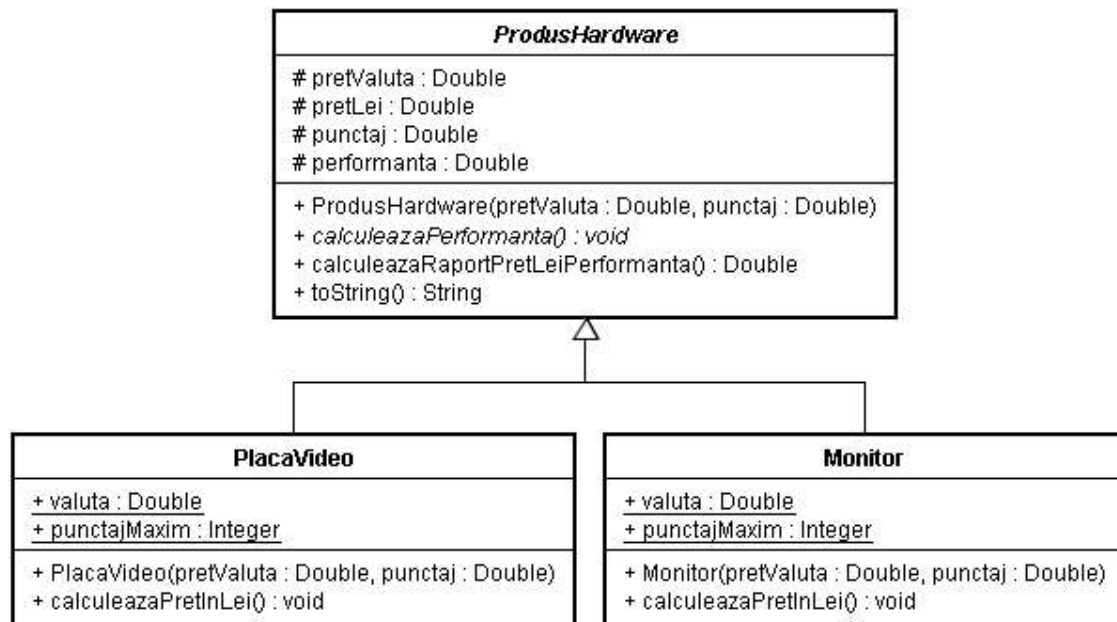 ProdusHardware
# pretValuta : Double
# pretLei : Double
# punctaj : Double
# performanta : Double
+ ProdusHardware(pretValuta : Double, punctaj : Double)
+ calculeazaPerformanta() : void
+ calculeazaRaportPretLeiPerformanta() : Double
+ toString() : String
PlacaVideo
+ valuta : Double
+ punctajMaxim : Integer
+ PlacaVideo(pretValuta : Double, punctaj : Double)
+ calculeazaPretInLei() : void
Monitor
+ valuta : Double
+ punctajMaxim : Integer
+ Monitor(pretValuta : Double, punctaj : Double)
+ calculeazaPretInLei() : void